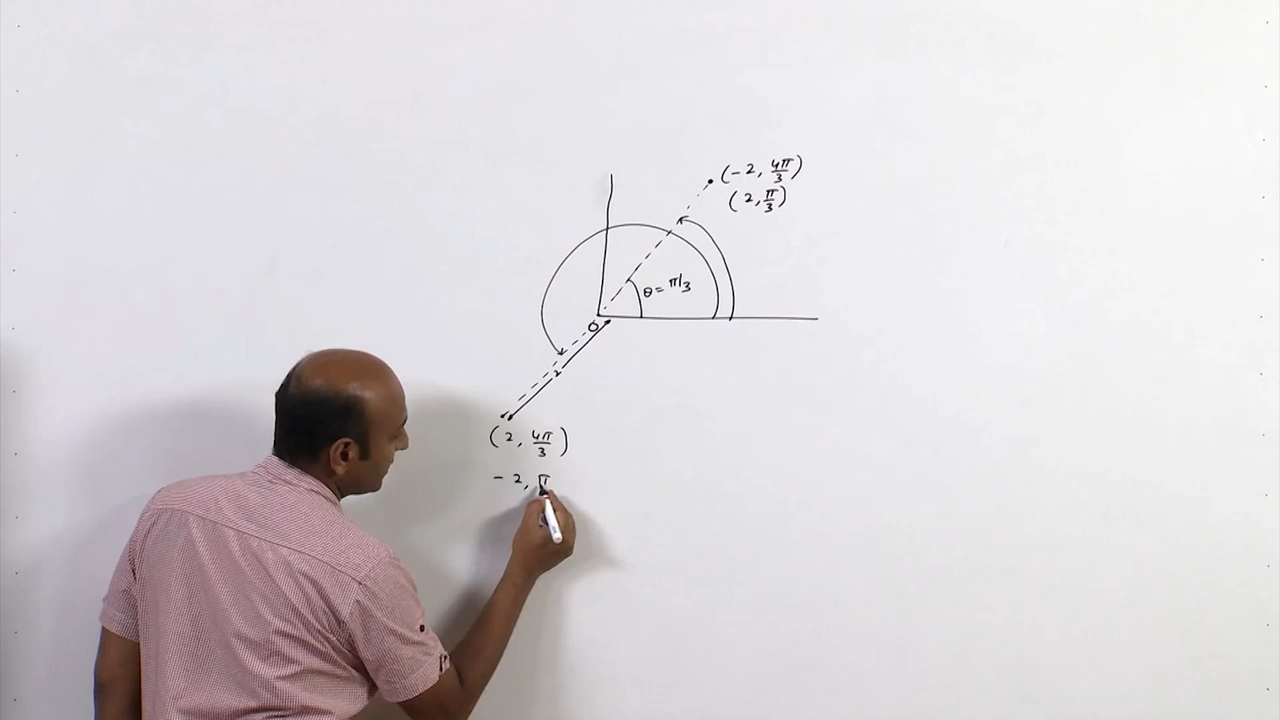 (-2, 4π/3)
(2, π/3)
θ = π/3
O
2
(2, 4π/3)
-2, π